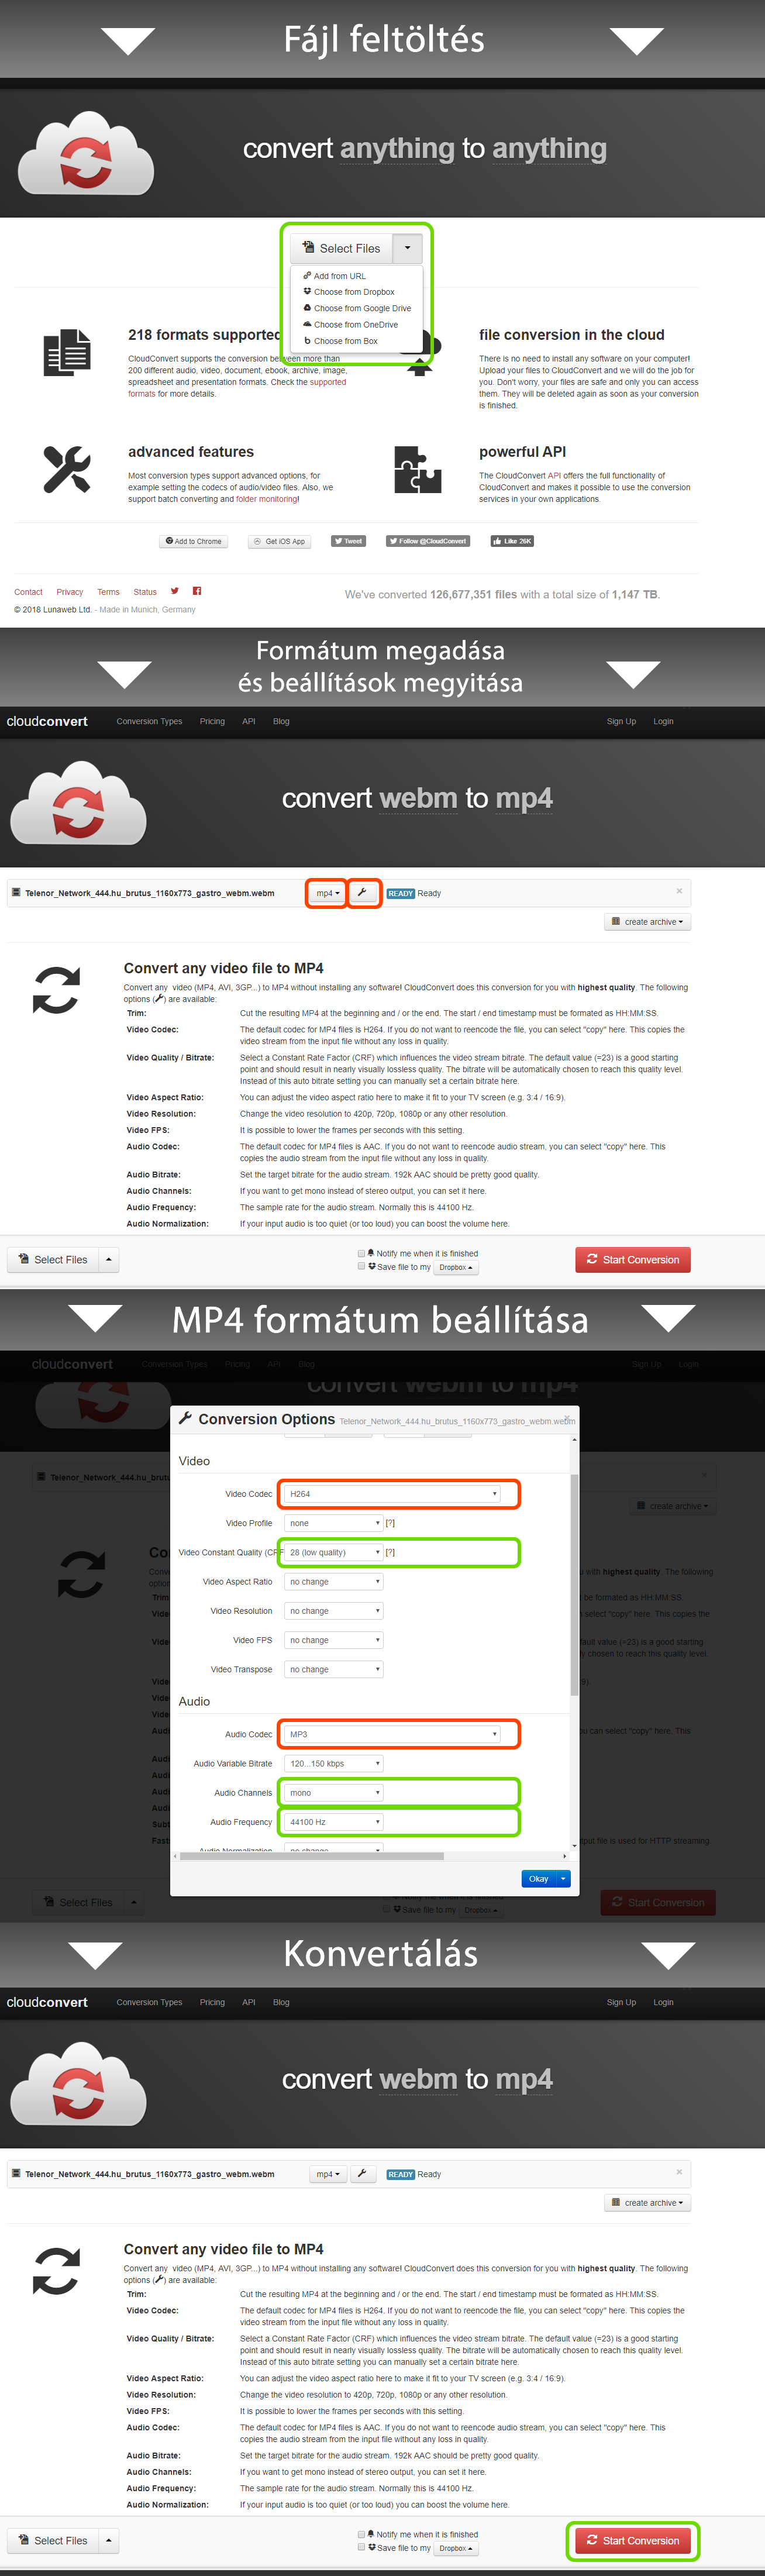 Fájl feltöltés
convert anything to anything
Select Files
Add from URL
Choose from Dropbox
Choose from Google Drive
Choose from OneDrive
Choose from Box
218 formats supported
CloudConvert supports the conversion between more than
200 different audio, video, document, ebook, archive, image,
spreadsheet and presentation formats. Check the supported
formats for more details.
file conversion in the cloud
There is no need to install any software on your computer!
Upload your files to CloudConvert and we will do the job for
you. Don't worry, your files are safe and only you can access
them. They will be deleted again as soon as your conversion
is finished.
advanced features
Most conversion types support advanced options, for
example setting the codecs of audio/video files. Also, we
support batch converting and folder monitoring!
powerful API
The CloudConvert API offers the full functionality of
CloudConvert and makes it possible to use the conversion
services in your own applications.
Add to Chrome Get iOS App Tweet Follow @CloudConvert Like 26K
Contact Privacy Terms Status
© 2018 Lunaweb Ltd. - Made in Munich, Germany
We've converted 126,677,351 files with a total size of 1,147 TB.
Formátum megadása
és beállítások megyitása
cloudconvert Conversion Types Pricing API Blog Sign Up Login
convert webm to mp4
Telenor_Network_444.hu_brutus_1160x773_gastro_webm.webm mp4 READY Ready ×
create archive
Convert any video file to MP4
Convert any video (MP4, AVI, 3GP...) to MP4 without installing any software! CloudConvert does this conversion for you with highest quality. The following
options ( ) are available:
Trim: Cut the resulting MP4 at the beginning and / or the end. The start / end timestamp must be formated as HH:MM:SS.
Video Codec: The default codec for MP4 files is H264. If you do not want to reencode the file, you can select "copy" here. This copies the
video stream from the input file without any loss in quality.
Video Quality / Bitrate: Select a Constant Rate Factor (CRF) which influences the video stream bitrate. The default value (=23) is a good starting
point and should result in nearly visually lossless quality. The bitrate will be automatically chosen to reach this quality level.
Instead of this auto bitrate setting you can manually set a certain bitrate here.
Video Aspect Ratio: You can adjust the video aspect ratio here to make it fit to your TV screen (e.g. 3:4 / 16:9).
Video Resolution: Change the video resolution to 420p, 720p, 1080p or any other resolution.
Video FPS: It is possible to lower the frames per seconds with this setting.
Audio Codec: The default codec for MP4 files is AAC. If you do not want to reencode audio stream, you can select "copy" here. This
copies the audio stream from the input file without any loss in quality.
Audio Bitrate: Set the target bitrate for the audio stream. 192k AAC should be pretty good quality.
Audio Channels: If you want to get mono instead of stereo output, you can set it here.
Audio Frequency: The sample rate for the audio stream. Normally this is 44100 Hz.
Audio Normalization: If your input audio is too quiet (or too loud) you can boost the volume here.
Select Files
Notify me when it is finished
Save file to my Dropbox
Start Conversion
MP4 formátum beállítása
cloudconvert Conversion Types Pricing API Blog Sign Up Login
convert webm to mp4
Conversion Options Telenor_Network_444.hu_brutus_1160x773_gastro_webm.webm
Video
Video Codec H264
Video Profile none [?]
Video Constant Quality (CRF 28 (low quality) [?]
Video Aspect Ratio no change
Video Resolution no change
Video FPS no change
Video Transpose no change
Audio
Audio Codec MP3
Audio Variable Bitrate 120...150 kbps
Audio Channels mono
Audio Frequency 44100 Hz
Audio Normalization no change
Okay
create archive
Select Files
Save file to my Dropbox
Start Conversion
Konvertálás
cloudconvert Conversion Types Pricing API Blog Sign Up Login
convert webm to mp4
Telenor_Network_444.hu_brutus_1160x773_gastro_webm.webm mp4 READY Ready ×
create archive
Convert any video file to MP4
Convert any video (MP4, AVI, 3GP...) to MP4 without installing any software! CloudConvert does this conversion for you with highest quality. The following
options ( ) are available:
Trim: Cut the resulting MP4 at the beginning and / or the end. The start / end timestamp must be formated as HH:MM:SS.
Video Codec: The default codec for MP4 files is H264. If you do not want to reencode the file, you can select "copy" here. This copies the
video stream from the input file without any loss in quality.
Video Quality / Bitrate: Select a Constant Rate Factor (CRF) which influences the video stream bitrate. The default value (=23) is a good starting
point and should result in nearly visually lossless quality. The bitrate will be automatically chosen to reach this quality level.
Instead of this auto bitrate setting you can manually set a certain bitrate here.
Video Aspect Ratio: You can adjust the video aspect ratio here to make it fit to your TV screen (e.g. 3:4 / 16:9).
Video Resolution: Change the video resolution to 420p, 720p, 1080p or any other resolution.
Video FPS: It is possible to lower the frames per seconds with this setting.
Audio Codec: The default codec for MP4 files is AAC. If you do not want to reencode audio stream, you can select "copy" here. This
copies the audio stream from the input file without any loss in quality.
Audio Bitrate: Set the target bitrate for the audio stream. 192k AAC should be pretty good quality.
Audio Channels: If you want to get mono instead of stereo output, you can set it here.
Audio Frequency: The sample rate for the audio stream. Normally this is 44100 Hz.
Audio Normalization: If your input audio is too quiet (or too loud) you can boost the volume here.
Select Files
Notify me when it is finished
Save file to my Dropbox
Start Conversion